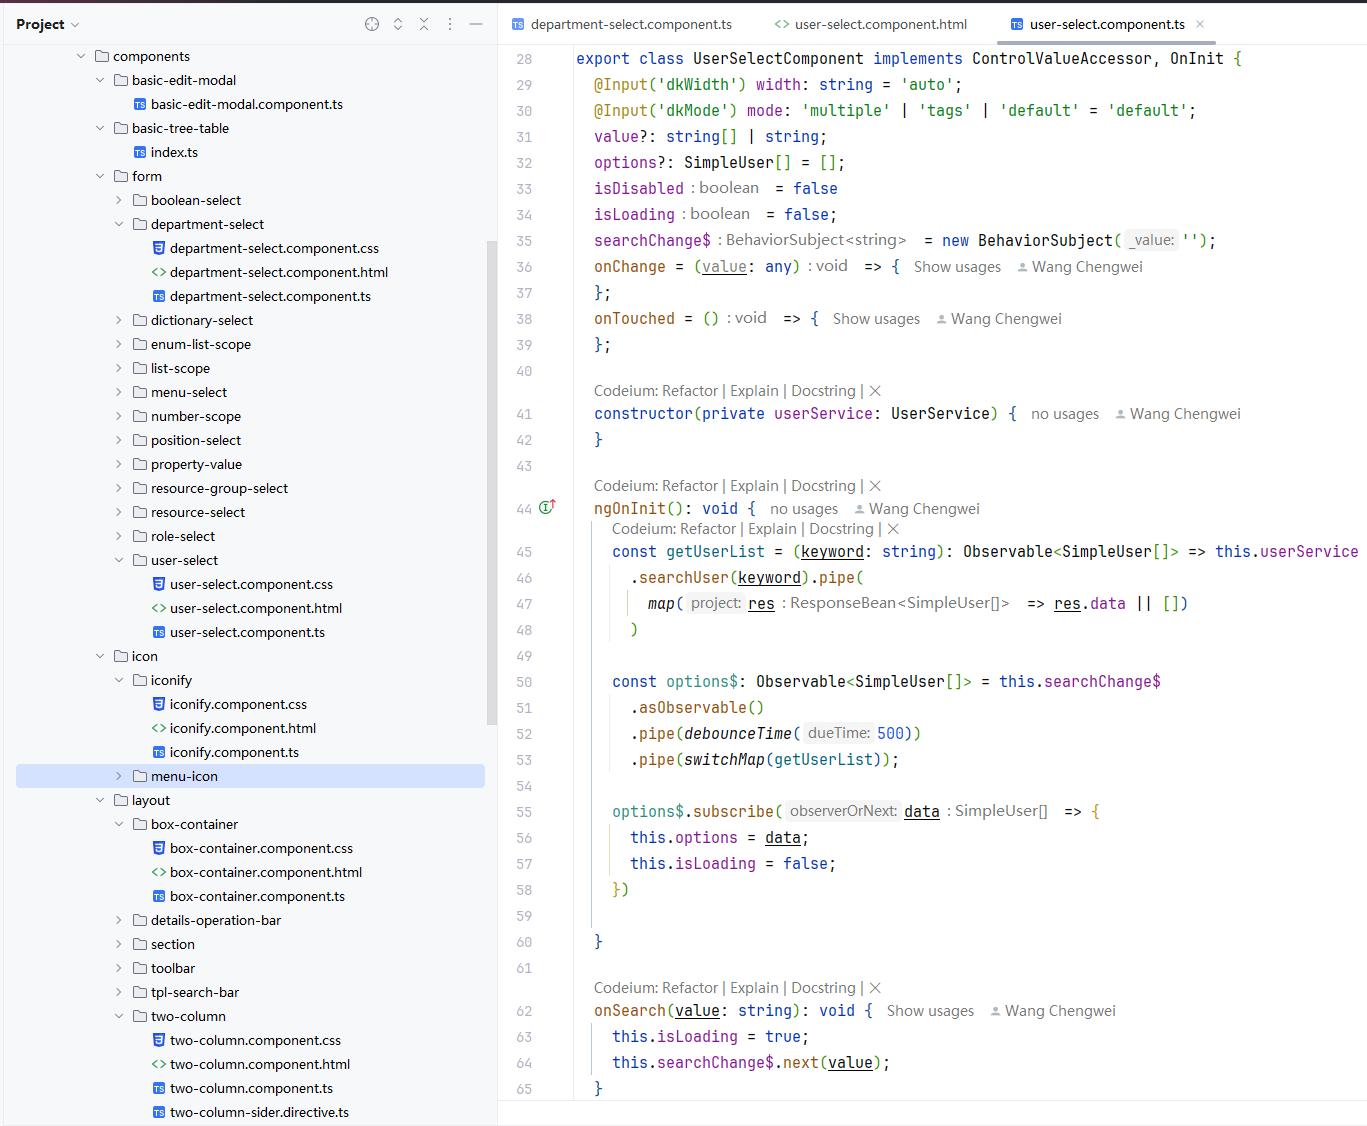 Project
components
basic-edit-modal
basic-edit-modal.component.ts
basic-tree-table
index.ts
form
boolean-select
department-select
department-select.component.css
department-select.component.html
department-select.component.ts
dictionary-select
enum-list-scope
list-scope
menu-select
number-scope
position-select
property-value
resource-group-select
resource-select
role-select
user-select
user-select.component.css
user-select.component.html
user-select.component.ts
icon
iconify
iconify.component.css
iconify.component.html
iconify.component.ts
menu-icon
layout
box-container
box-container.component.css
box-container.component.html
box-container.component.ts
details-operation-bar
section
toolbar
tpl-search-bar
two-column
two-column.component.css
two-column.component.html
two-column.component.ts
two-column-sider.directive.ts
department-select.component.ts user-select.component.html user-select.component.ts
28 export class UserSelectComponent implements ControlValueAccessor, OnInit {
29 @Input('dkWidth') width: string = 'auto';
30 @Input('dkMode') mode: 'multiple' | 'tags' | 'default' = 'default';
31 value?: string[] | string;
32 options?: SimpleUser[] = [];
33 isDisabled : boolean = false
34 isLoading : boolean = false;
35 searchChange$ : BehaviorSubject<string> = new BehaviorSubject( _value: '');
36 onChange = (value: any) : void => { Show usages Wang Chengwei
37 };
38 onTouched = () : void => { Show usages Wang Chengwei
39 };
40
Codeium: Refactor | Explain | Docstring | ×
41 constructor(private userService: UserService) { no usages Wang Chengwei
42 }
43
Codeium: Refactor | Explain | Docstring | ×
44 ngOnInit(): void { no usages Wang Chengwei
Codeium: Refactor | Explain | Docstring | ×
45 const getUserList = (keyword: string): Observable<SimpleUser[]> => this.userService
46 .searchUser(keyword).pipe(
47 map( project: res : ResponseBean<SimpleUser[]> => res.data || [])
48 )
49
50 const options$: Observable<SimpleUser[]> = this.searchChange$
51 .asObservable()
52 .pipe(debounceTime( dueTime: 500))
53 .pipe(switchMap(getUserList));
54
55 options$.subscribe( observerOrNext: data : SimpleUser[] => {
56 this.options = data;
57 this.isLoading = false;
58 })
59
60 }
61
Codeium: Refactor | Explain | Docstring | ×
62 onSearch(value: string): void { Show usages Wang Chengwei
63 this.isLoading = true;
64 this.searchChange$.next(value);
65 }